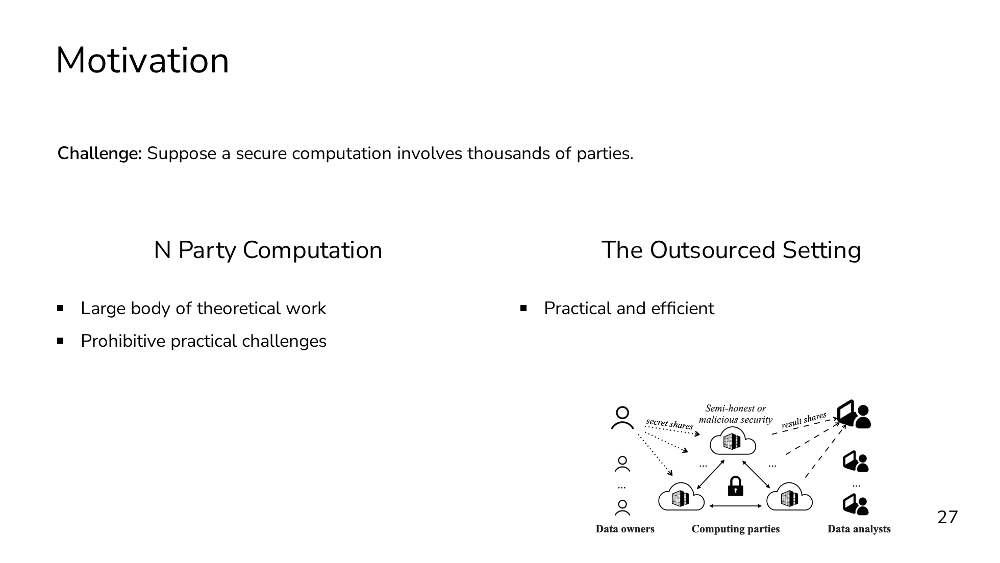 Motivation
Challenge: Suppose a secure computation involves thousands of parties.
N Party Computation
▪ Large body of theoretical work
▪ Prohibitive practical challenges
The Outsourced Setting
▪ Practical and efficient
Semi-honest or
malicious security
secret shares
result shares
...
...
...
...
Data owners
Computing parties
Data analysts
27